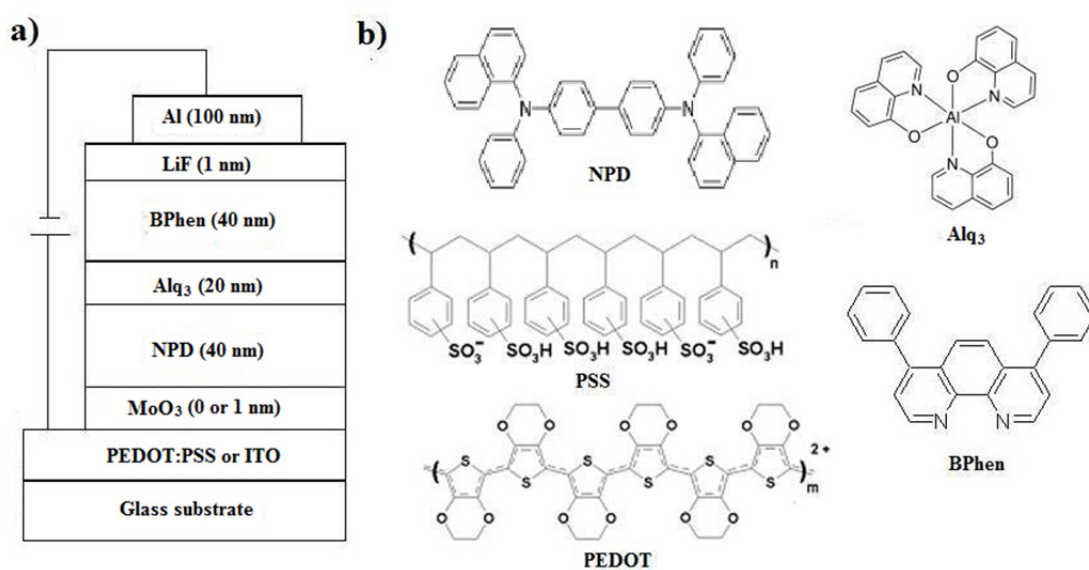 a)
Al (100 nm)
LiF (1 nm)
BPhen (40 nm)
Alq₃ (20 nm)
NPD (40 nm)
MoO₃ (0 or 1 nm)
PEDOT:PSS or ITO
Glass substrate
b)
N
N
NPD
O
N
N
Al
O
O
N
Alq₃
( )n
SO₃⁻ SO₃H SO₃H SO₃H SO₃⁻ SO₃H
PSS
O O O O O O
S S S S S S
O O O O O O
( )m 2+
PEDOT
N N
BPhen